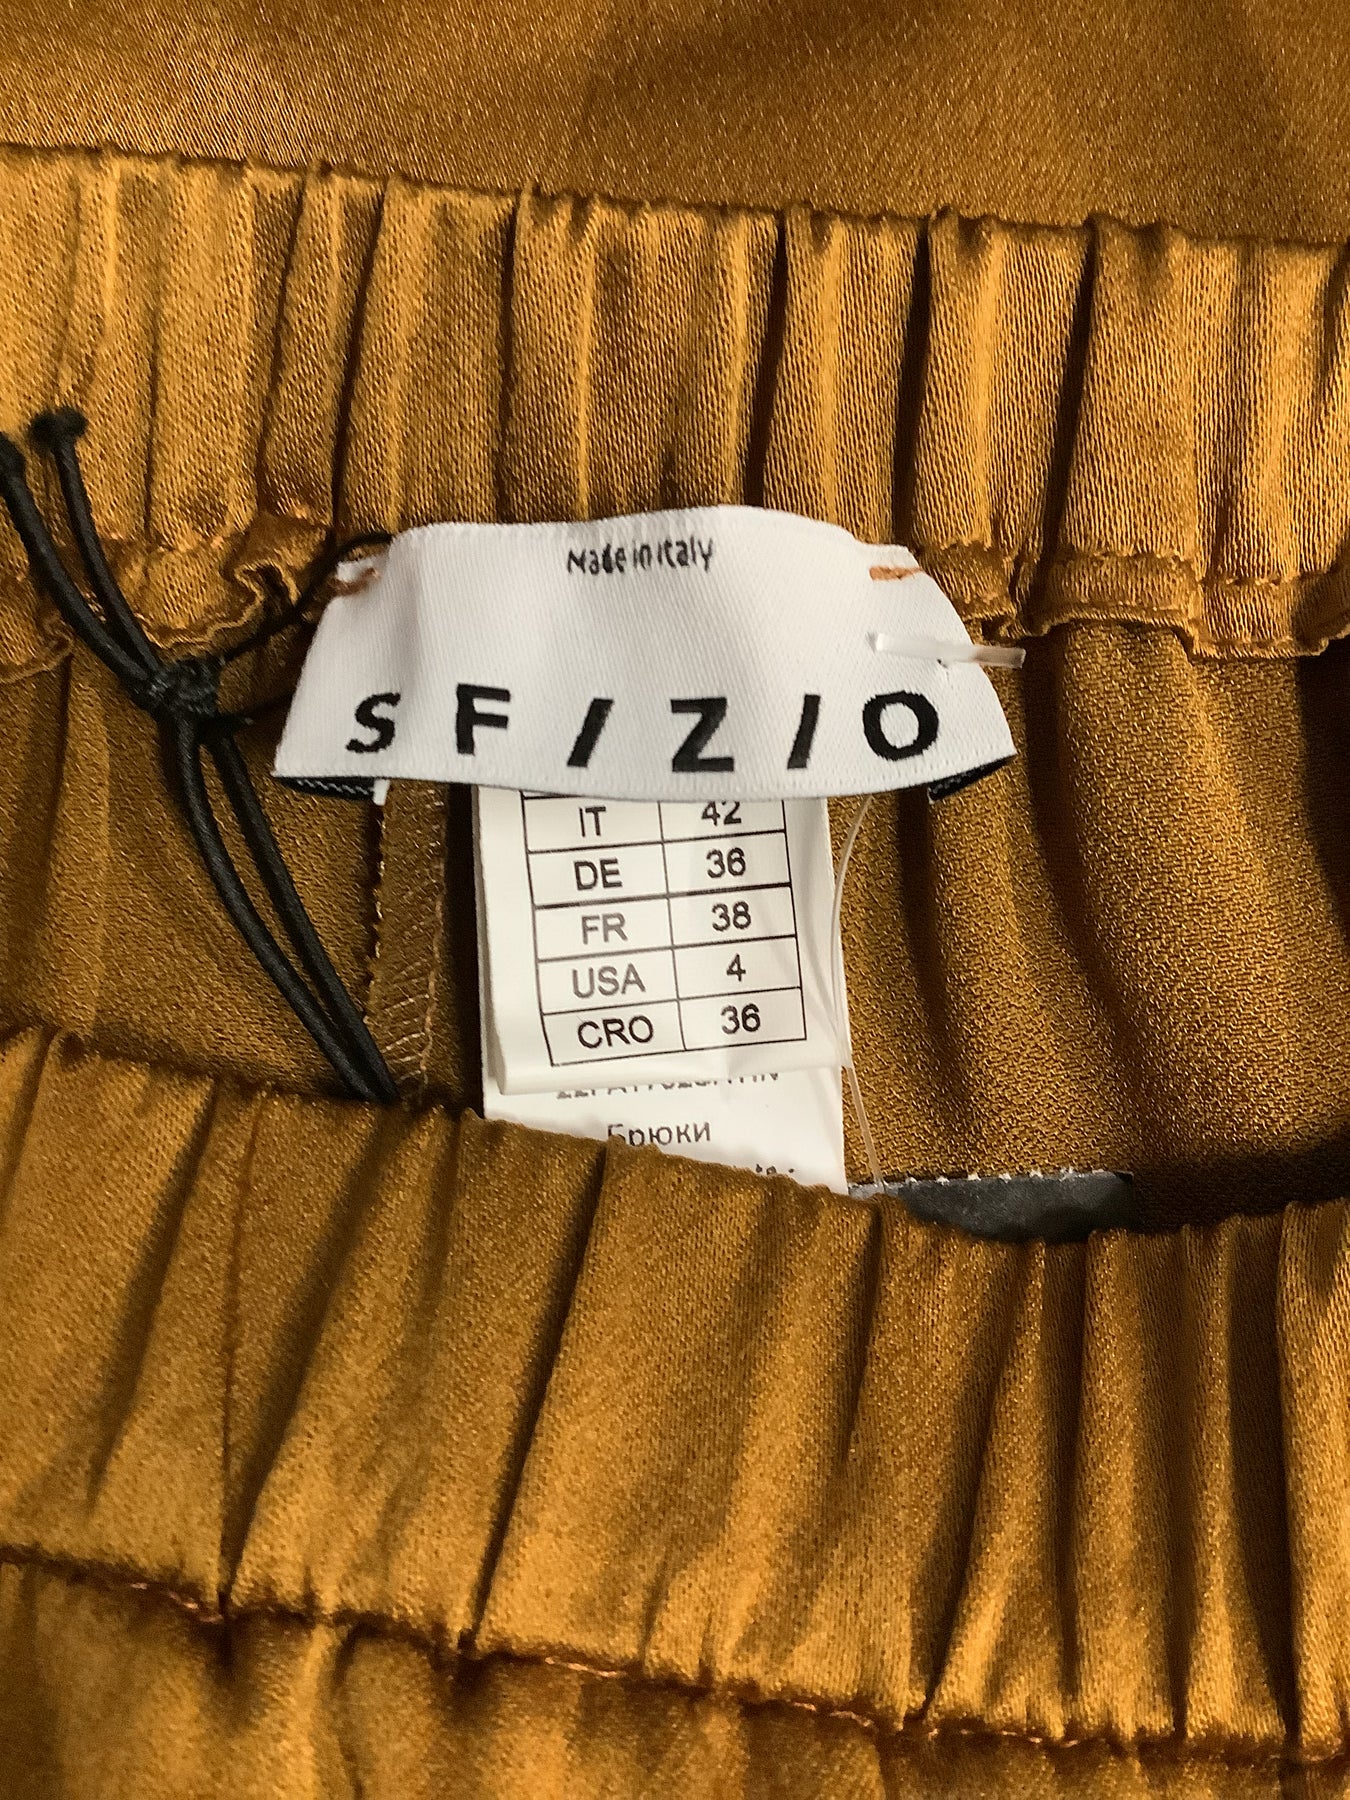 Made in Italy
SFIZIO
IT 42
DE 36
FR 38
USA 4
CRO 36
Брюки